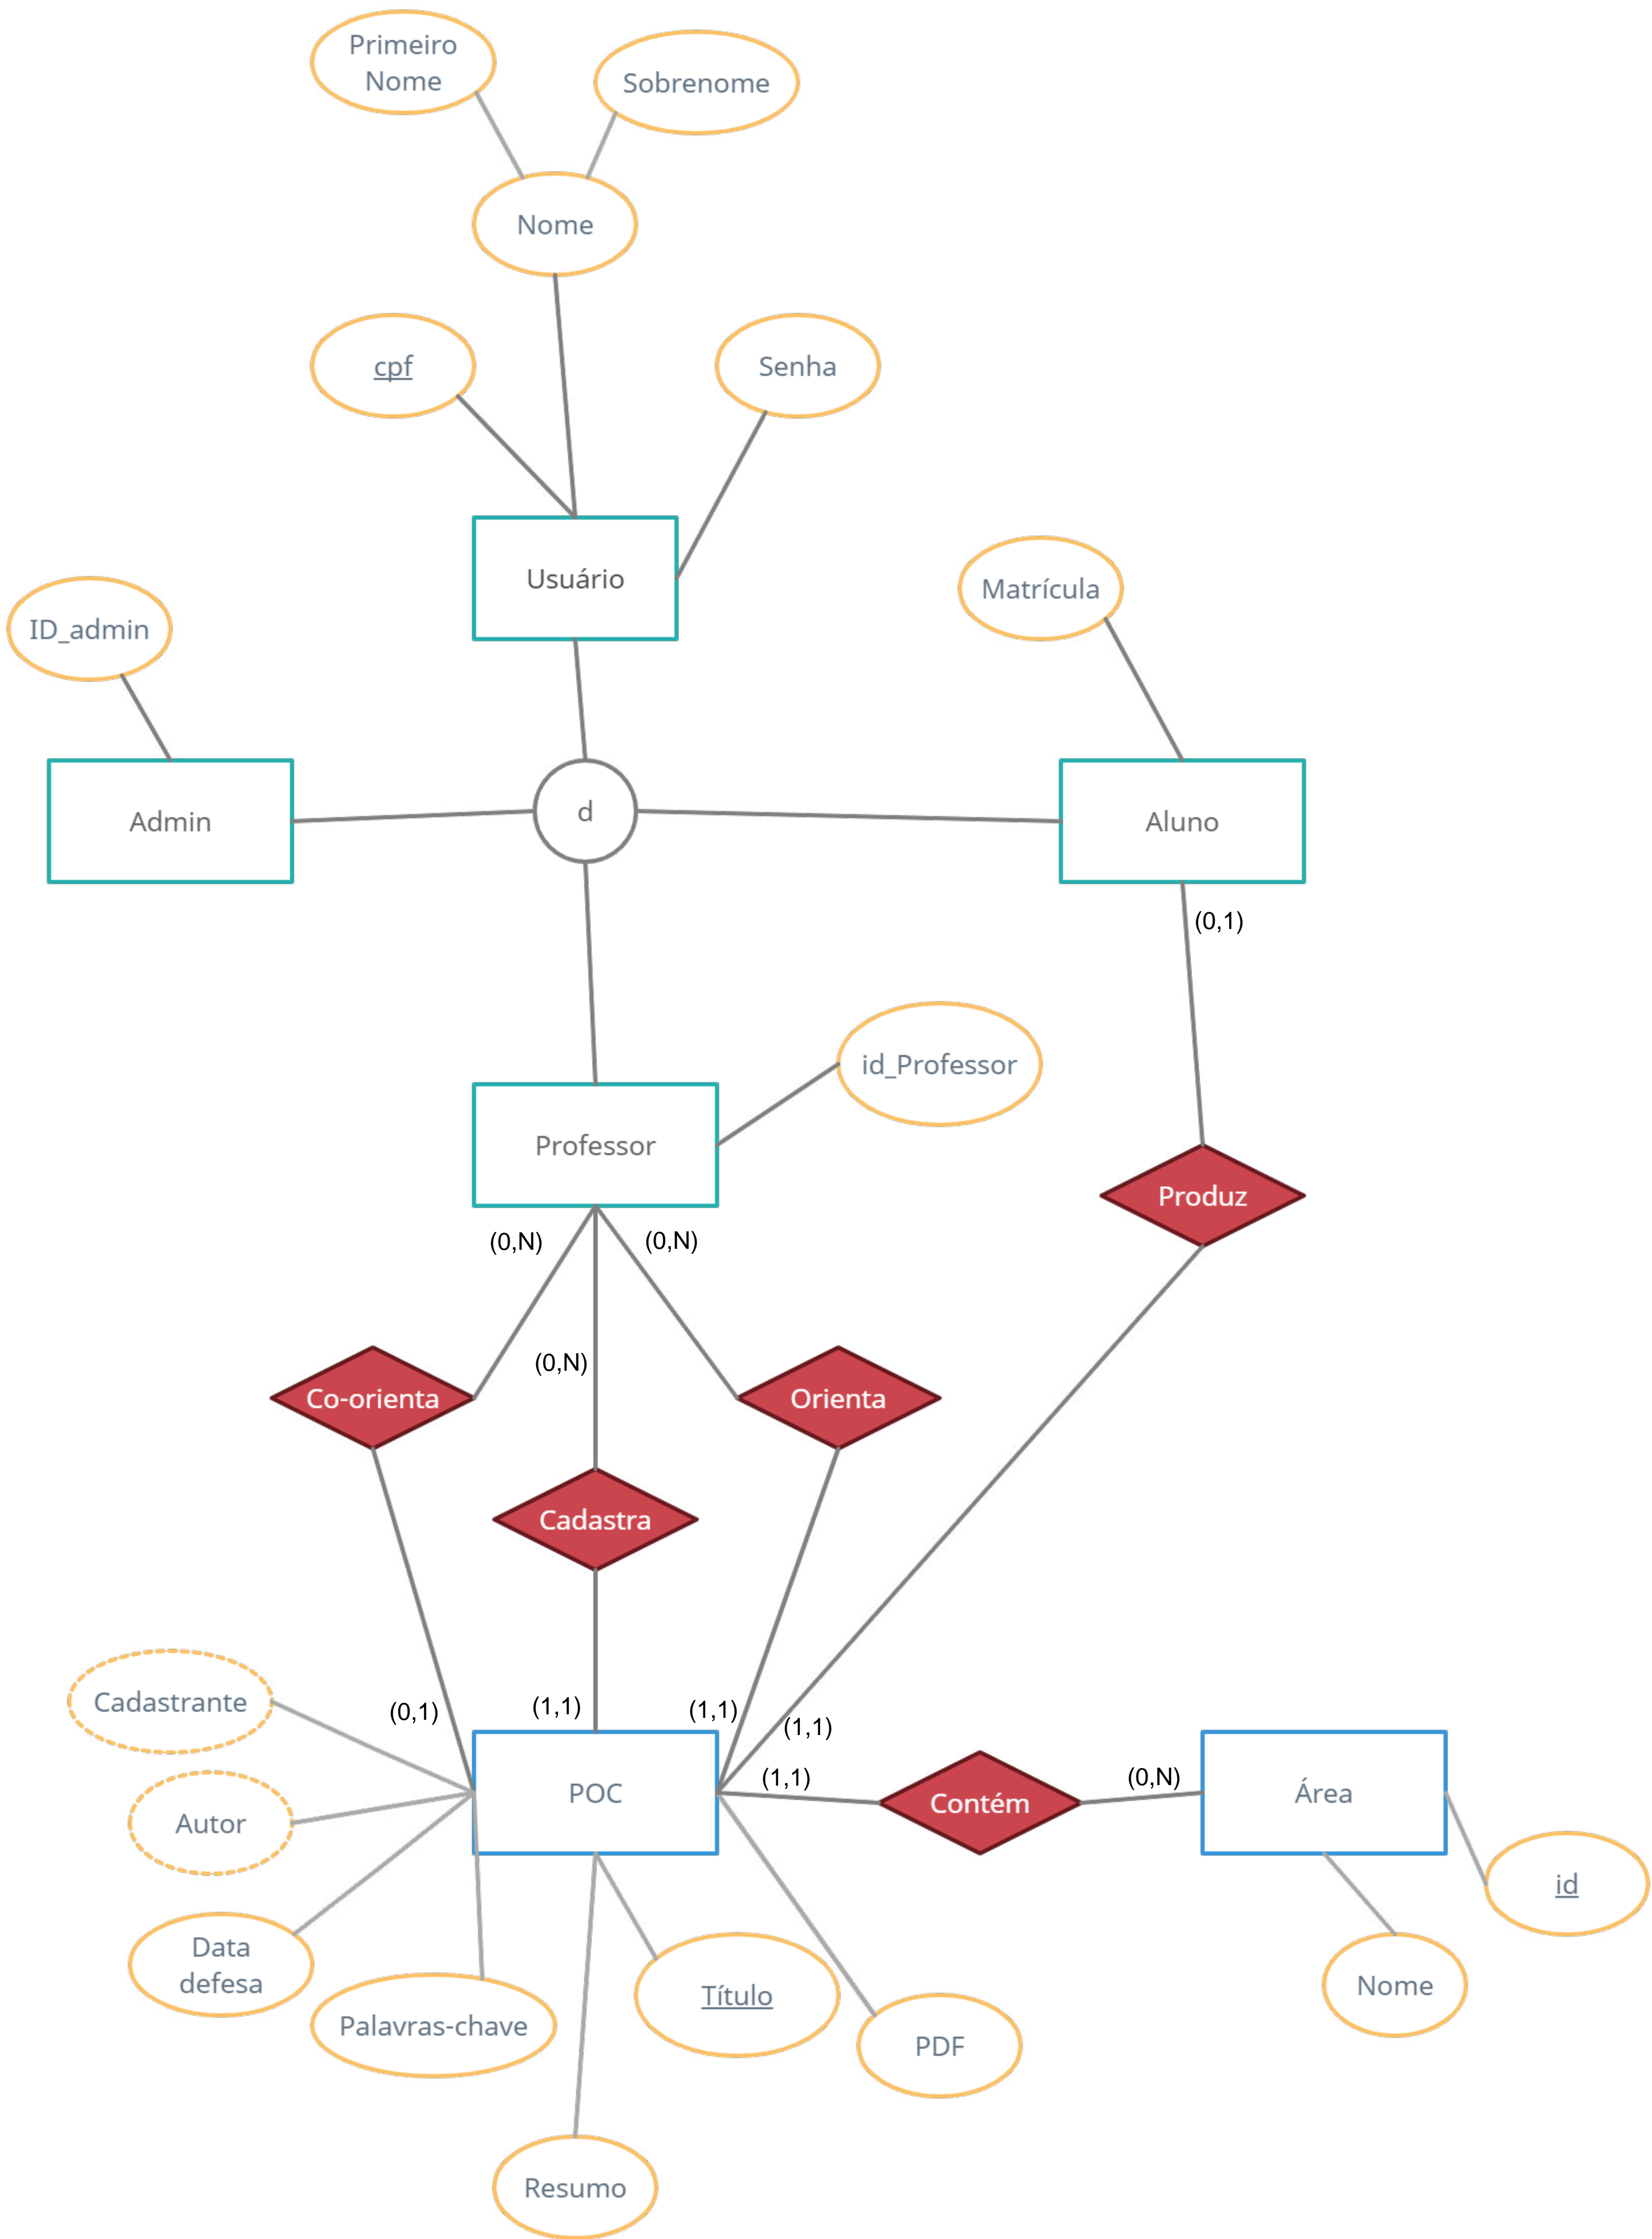 Primeiro
Nome
Sobrenome
Nome
cpf
Senha
Usuário
Matrícula
ID_admin
Admin
d
Aluno
(0,1)
id_Professor
Professor
Produz
(0,N)
(0,N)
(0,N)
Co-orienta
Orienta
Cadastra
Cadastrante
(0,1)
(1,1)
(1,1)
(1,1)
(1,1)
(0,N)
POC
Contém
Área
Autor
id
Data
defesa
Palavras-chave
Título
PDF
Nome
Resumo